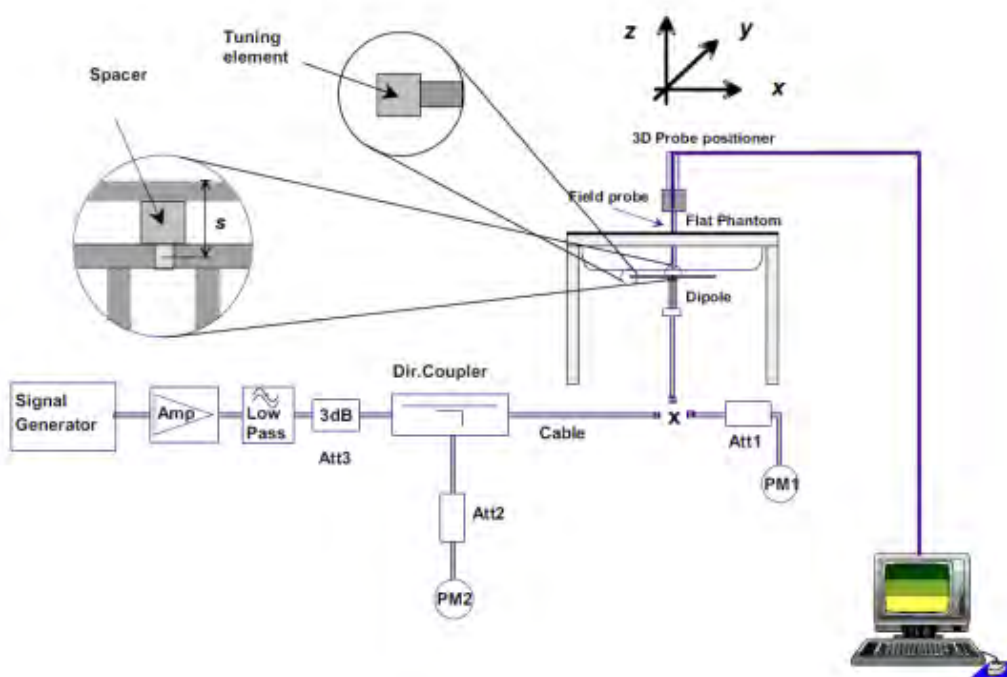 Tuning
element
Spacer
s
z
y
x
3D Probe positioner
Field probe
Flat Phantom
Dipole
Signal
Generator
Amp
Low
Pass
3dB
Att3
Dir.Coupler
Cable
x
Att1
PM1
Att2
PM2